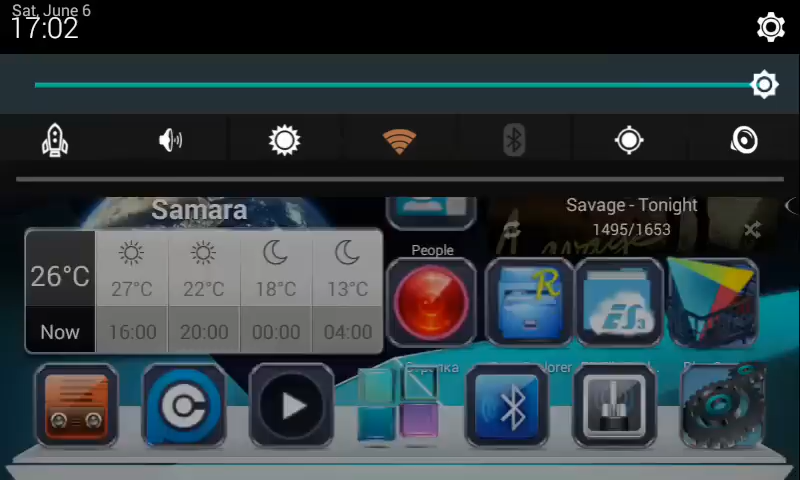 Sat, June 6
17:02
Samara
26°C
27°C
22°C
18°C
13°C
Now
16:00
20:00
00:00
04:00
People
Savage - Tonight
1495/1653
R
ES3